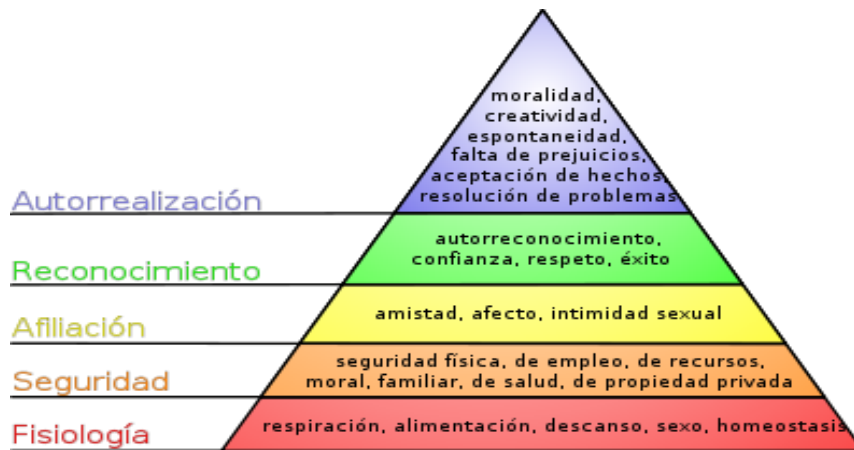 moralidad,
creatividad,
espontaneidad,
falta de prejuicios,
aceptación de hechos,
resolución de problemas
Autorrealización
autorreconocimiento,
confianza, respeto, éxito
Reconocimiento
amistad, afecto, intimidad sexual
Afiliación
seguridad física, de empleo, de recursos,
moral, familiar, de salud, de propiedad privada
Seguridad
respiración, alimentación, descanso, sexo, homeostasis
Fisiología